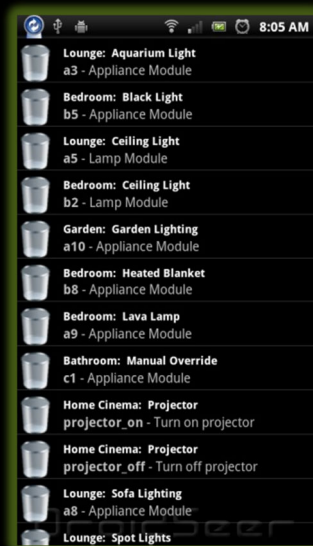 8:05 AM
Lounge: Aquarium Light
a3 - Appliance Module
Bedroom: Black Light
b5 - Appliance Module
Lounge: Ceiling Light
a5 - Lamp Module
Bedroom: Ceiling Light
b2 - Lamp Module
Garden: Garden Lighting
a10 - Appliance Module
Bedroom: Heated Blanket
b8 - Appliance Module
Bedroom: Lava Lamp
a9 - Appliance Module
Bathroom: Manual Override
c1 - Appliance Module
Home Cinema: Projector
projector_on - Turn on projector
Home Cinema: Projector
projector_off - Turn off projector
Lounge: Sofa Lighting
a8 - Appliance Module
DroidSeer
Lounge: Spot Lights